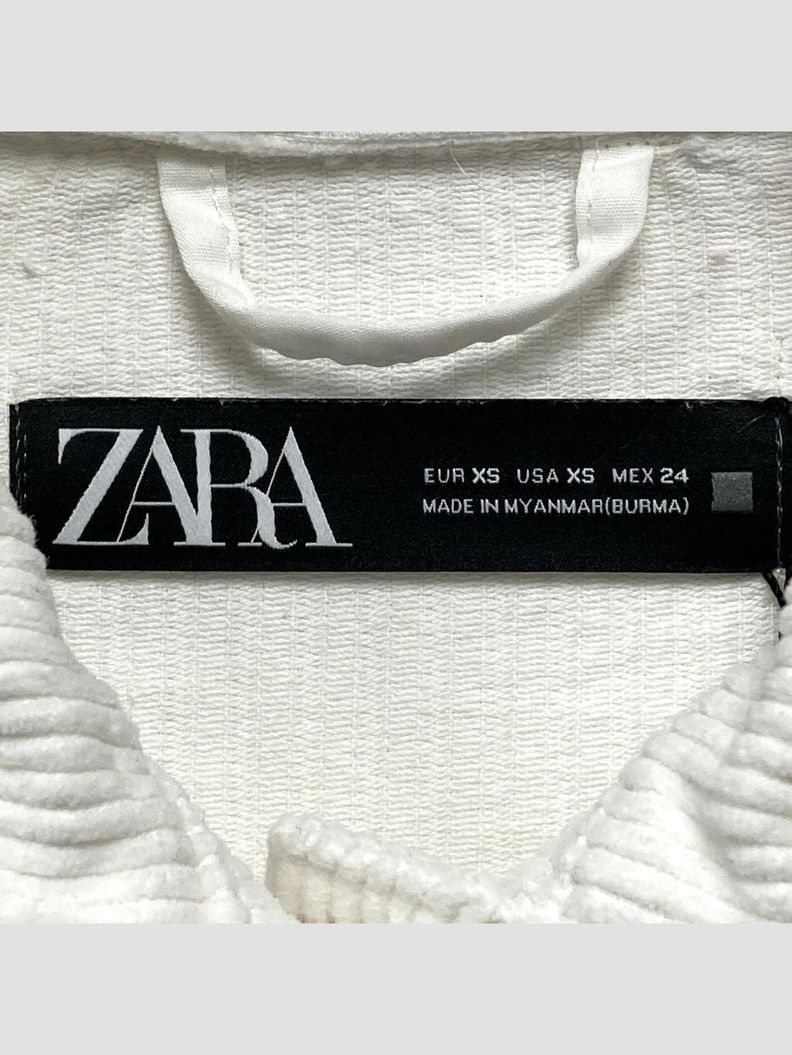 ZARA
EUR XS USA XS MEX 24
MADE IN MYANMAR(BURMA)